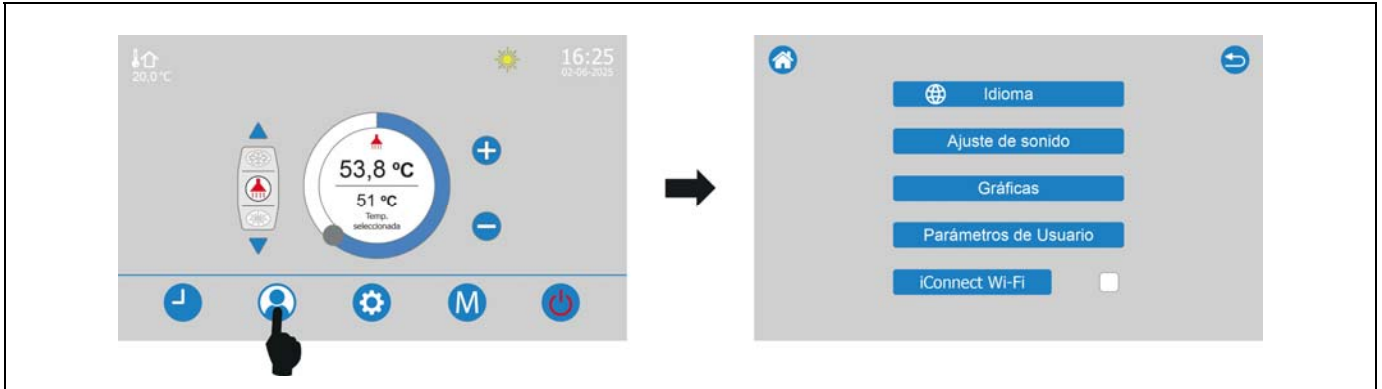 20,0 ºC
16:25
02-06-2025
53,8 ºC
51 ºC
Temp.
seleccionada
M
Idioma
Ajuste de sonido
Gráficas
Parámetros de Usuario
iConnect Wi-Fi